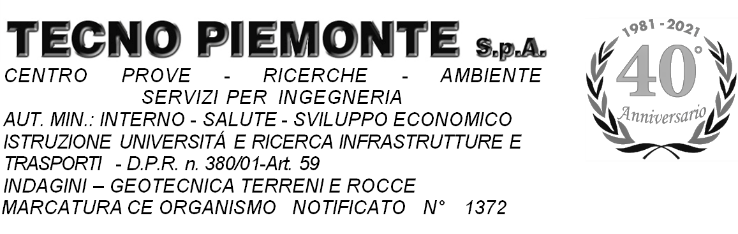 TECNO PIEMONTE S.p.A.
CENTRO PROVE - RICERCHE - AMBIENTE
SERVIZI PER INGEGNERIA
AUT. MIN.: INTERNO - SALUTE - SVILUPPO ECONOMICO
ISTRUZIONE UNIVERSITÁ E RICERCA INFRASTRUTTURE E
TRASPORTI - D.P.R. n. 380/01-Art. 59
INDAGINI – GEOTECNICA TERRENI E ROCCE
MARCATURA CE ORGANISMO NOTIFICATO N° 1372
1981 - 2021
40°
Anniversario